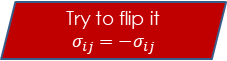 Try to flip it
σᵢⱼ = −σᵢⱼ